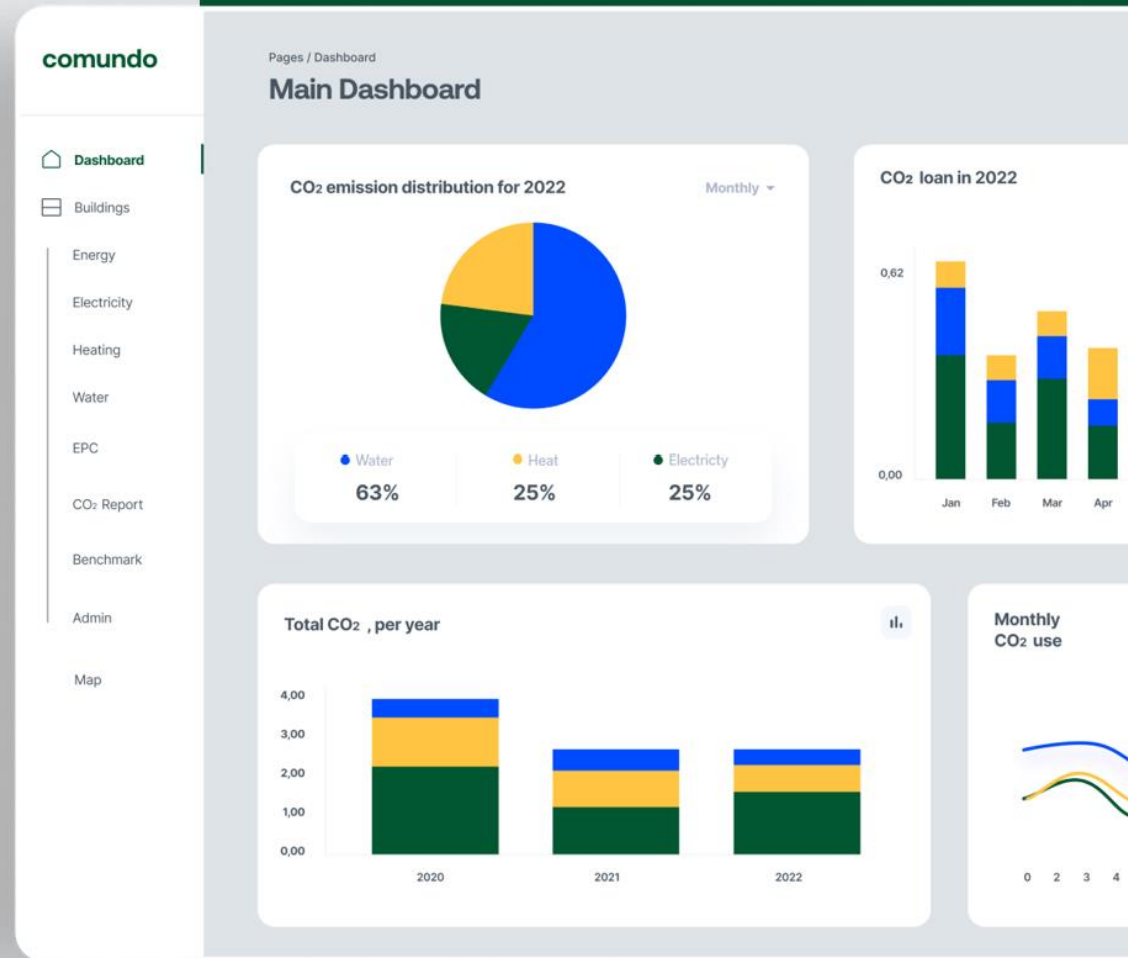 comundo
Dashboard
Buildings
Energy
Electricity
Heating
Water
EPC
CO₂ Report
Benchmark
Admin
Map
Pages / Dashboard
Main Dashboard
CO₂ emission distribution for 2022
Monthly
Water
Heat
Electricty
63%
25%
25%
CO₂ loan in 2022
0,62
0,00
Jan Feb Mar Apr
Total CO₂ , per year
4,00
3,00
2,00
1,00
0,00
2020 2021 2022
Monthly
CO₂ use
0 2 3 4